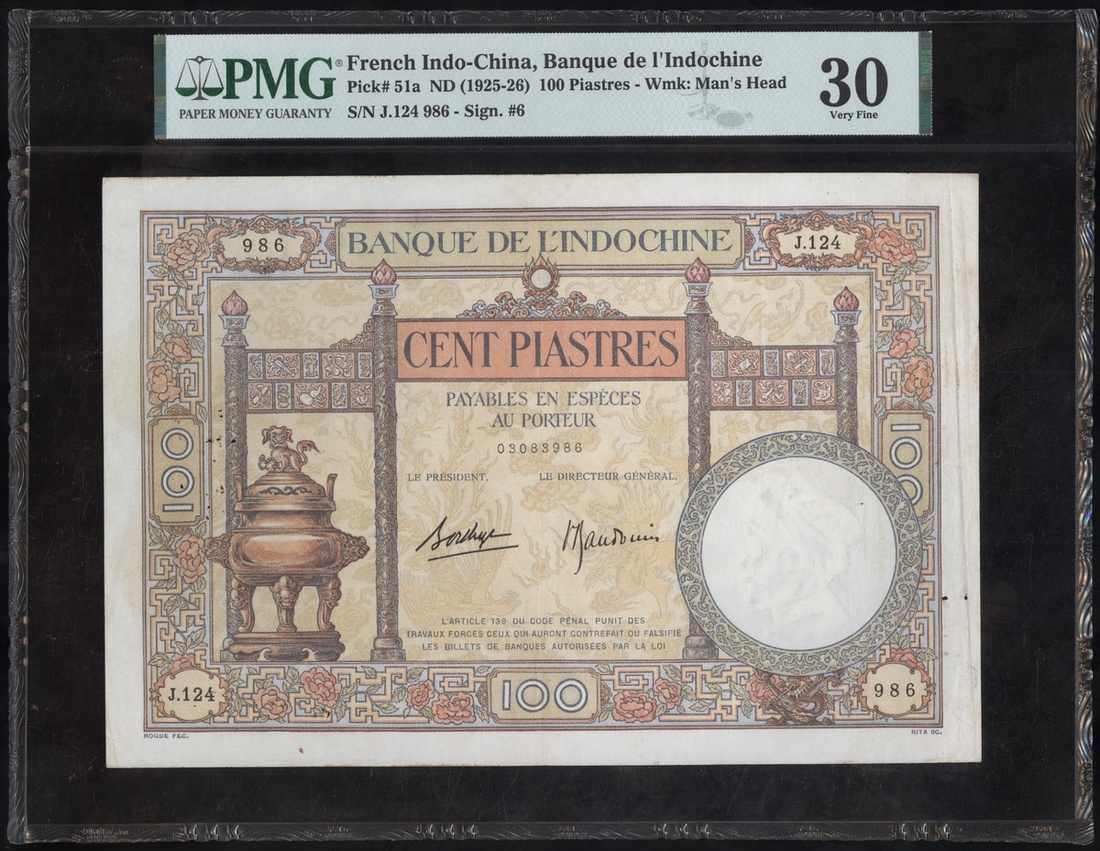 PMG®
PAPER MONEY GUARANTY
French Indo-China, Banque de l'Indochine
Pick# 51a ND (1925-26) 100 Piastres - Wmk: Man's Head
S/N J.124 986 - Sign. #6
30
Very Fine
986
BANQUE DE L'INDOCHINE
J.124
CENT PIASTRES
PAYABLES EN ESPÈCES
AU PORTEUR
03083986
LE PRÉSIDENT.
LE DIRECTEUR GÉNÉRAL.
100
100
L'ARTICLE 139 DU CODE PÉNAL PUNIT DES
TRAVAUX FORCÉS CEUX QUI AURONT CONTREFAIT OU FALSIFIÉ
LES BILLETS DE BANQUES AUTORISÉES PAR LA LOI
J.124
100
986
ROQUE FEC.
RITA SC.